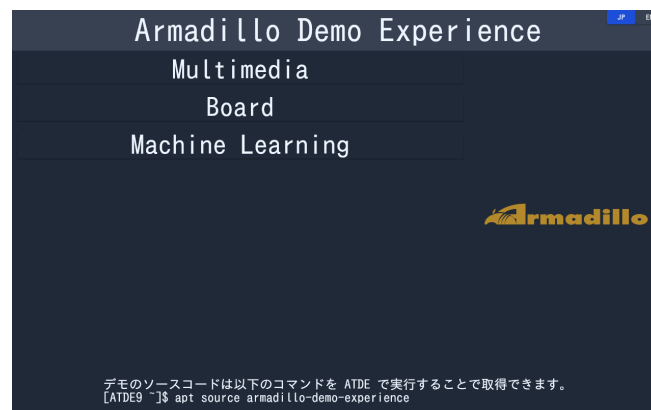 Armadillo Demo Experience
JP
Multimedia
Board
Machine Learning
Armadillo
デモのソースコードは以下のコマンドを ATDE で実行することで取得できます。
[ATDE9 ~]$ apt source armadillo-demo-experience